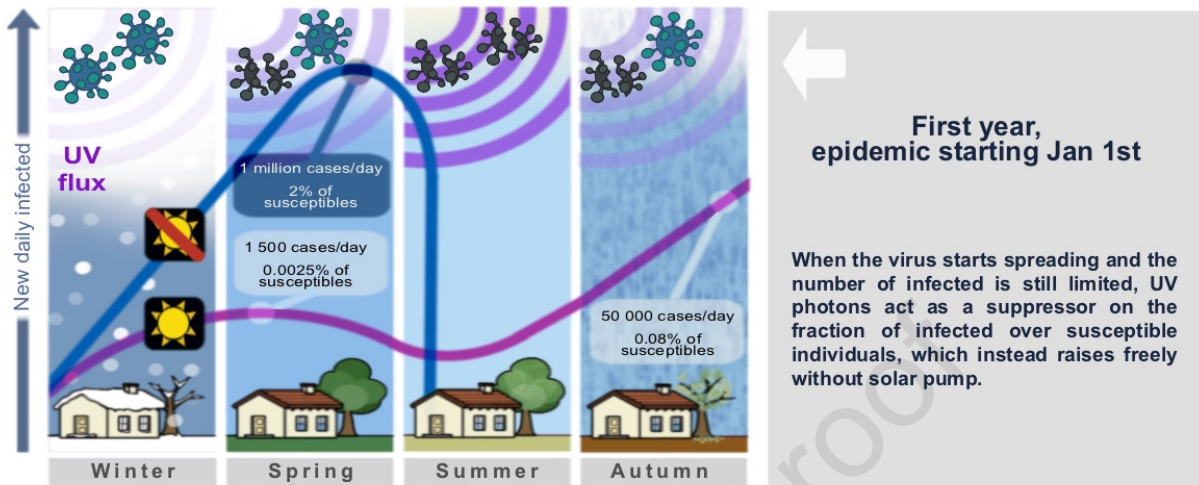 New daily infected
UV
flux
1 million cases/day
2% of
susceptibles
1 500 cases/day
0.0025% of
susceptibles
50 000 cases/day
0.08% of
susceptibles
Winter
Spring
Summer
Autumn
First year,
epidemic starting Jan 1st
When the virus starts spreading and the
number of infected is still limited, UV
photons act as a suppressor on the
fraction of infected over susceptible
individuals, which instead raises freely
without solar pump.
roof